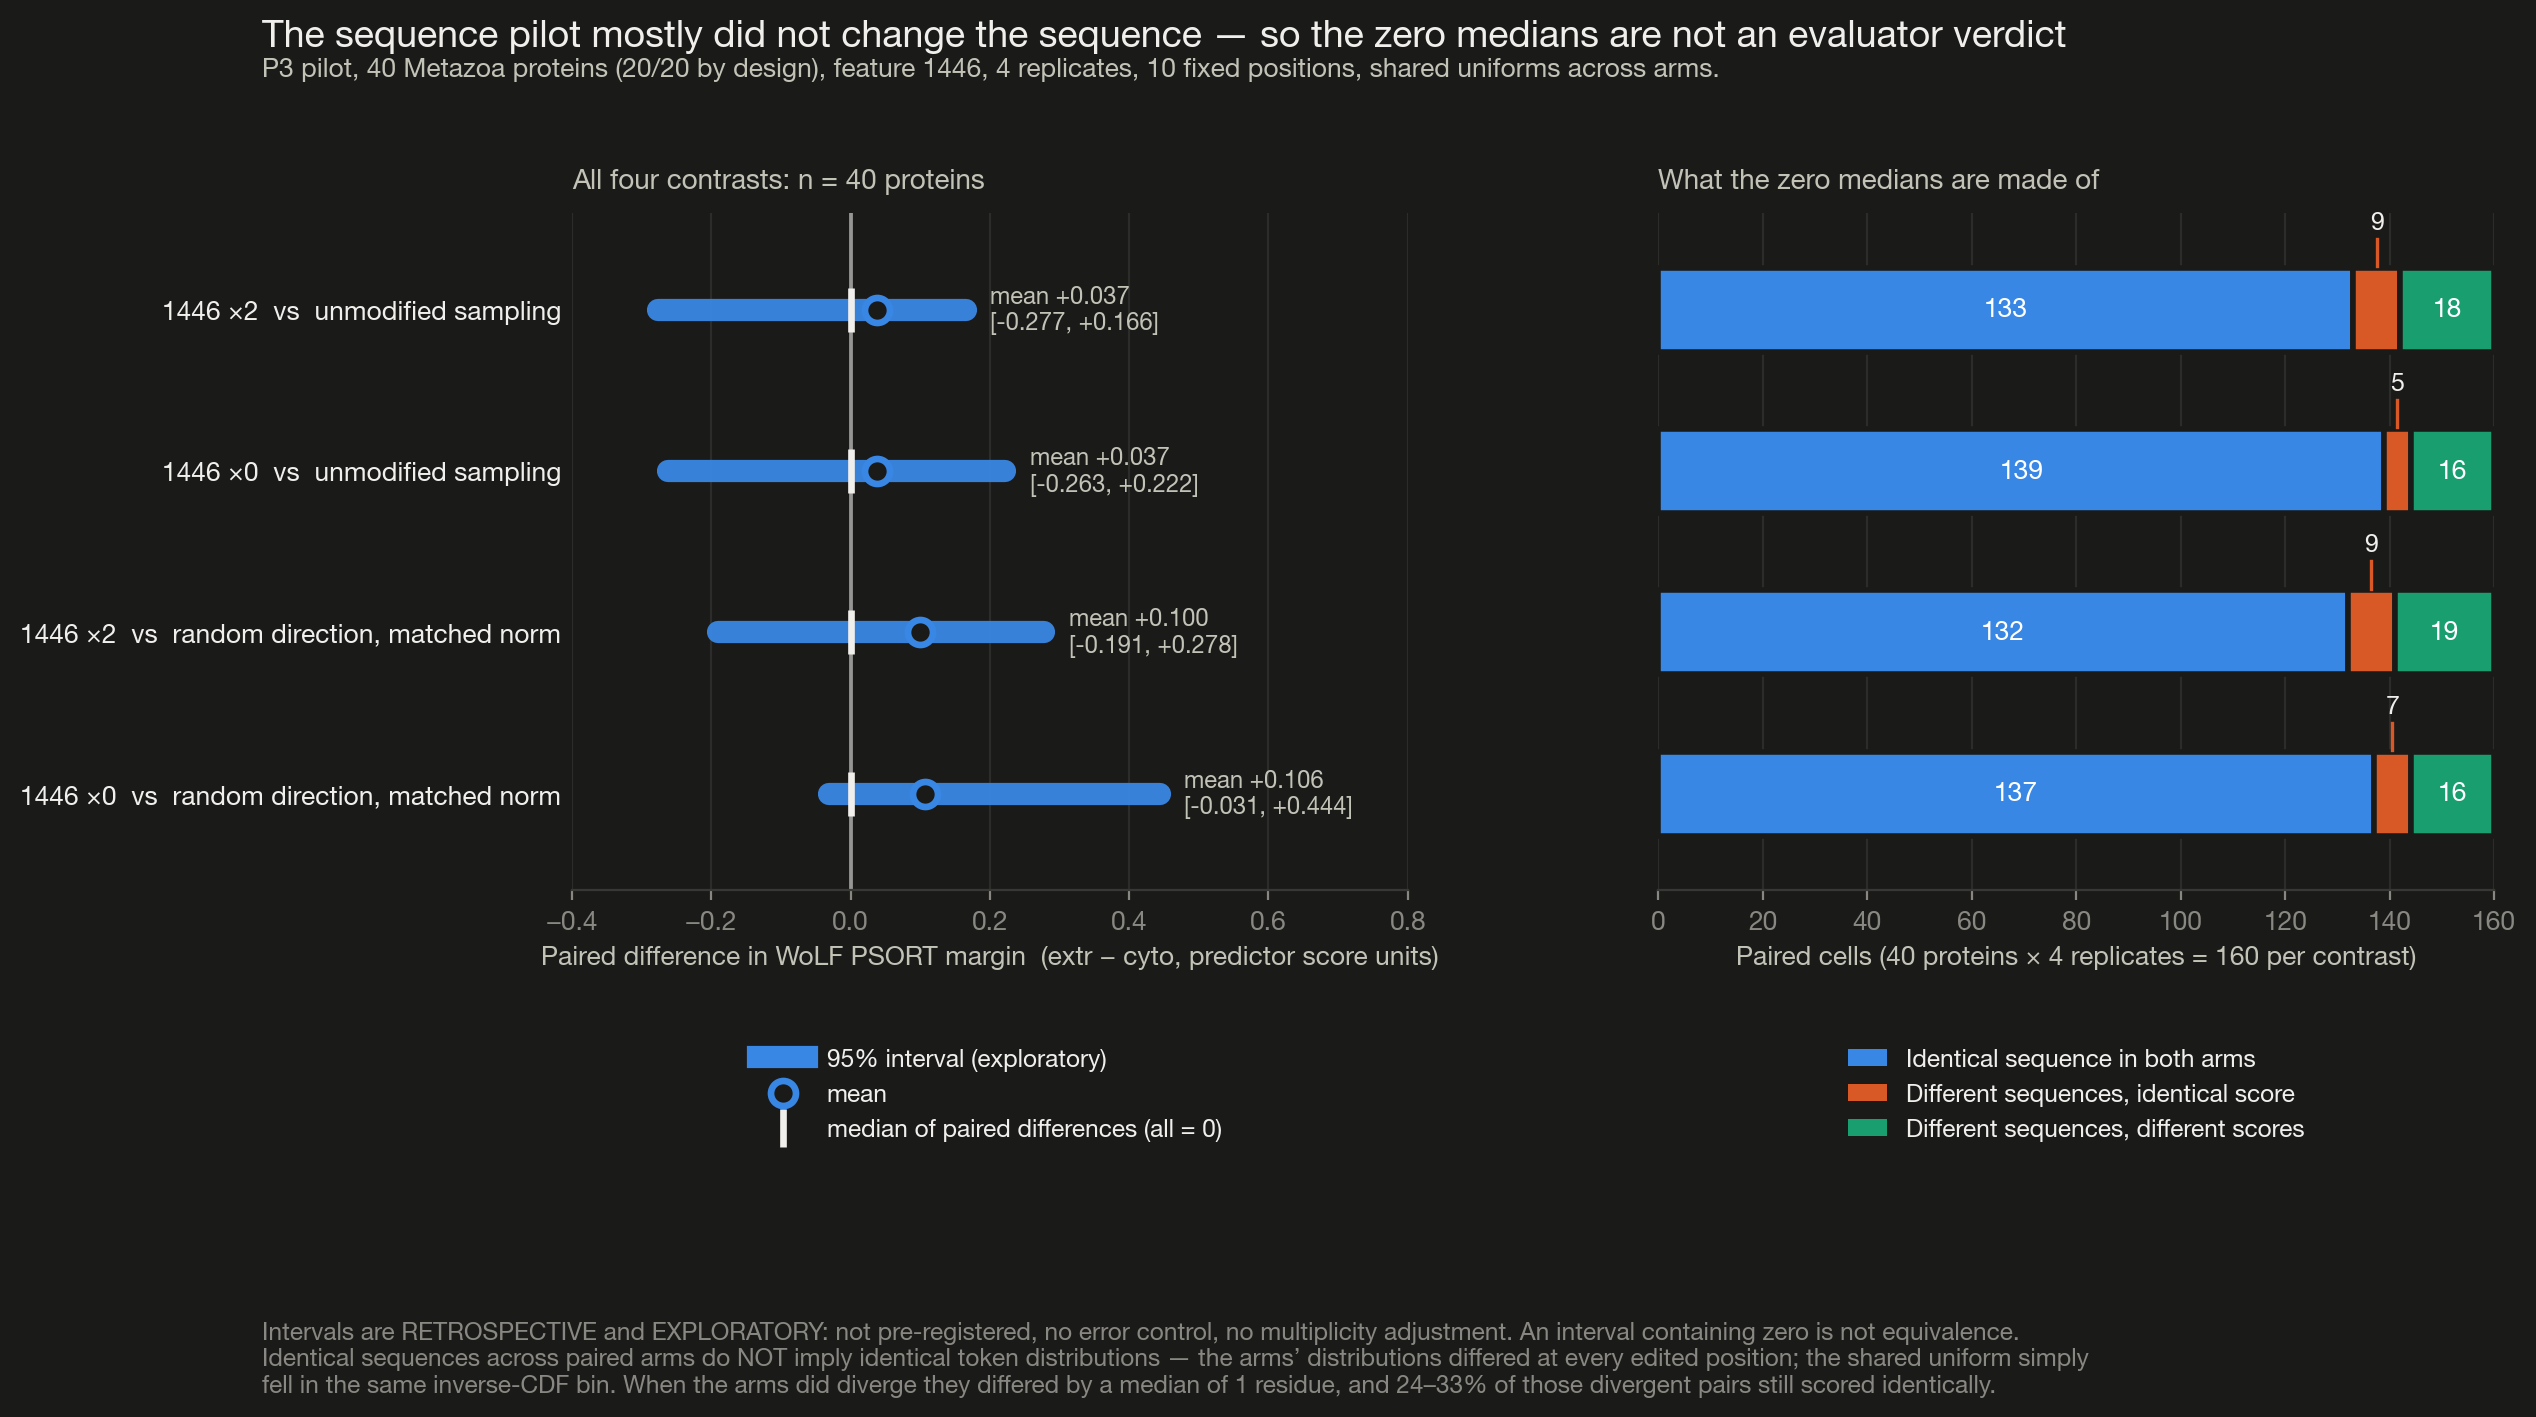 The sequence pilot mostly did not change the sequence — so the zero medians are not an evaluator verdict
P3 pilot, 40 Metazoa proteins (20/20 by design), feature 1446, 4 replicates, 10 fixed positions, shared uniforms across arms.
All four contrasts: n = 40 proteins
1446 ×2 vs unmodified sampling
mean +0.037
[-0.277, +0.166]
1446 ×0 vs unmodified sampling
mean +0.037
[-0.263, +0.222]
1446 ×2 vs random direction, matched norm
mean +0.100
[-0.191, +0.278]
1446 ×0 vs random direction, matched norm
mean +0.106
[-0.031, +0.444]
−0.4 −0.2 0.0 0.2 0.4 0.6 0.8
Paired difference in WoLF PSORT margin (extr − cyto, predictor score units)
95% interval (exploratory)
mean
median of paired differences (all = 0)
What the zero medians are made of
9
133 18
5
139 16
9
132 19
7
137 16
0 20 40 60 80 100 120 140 160
Paired cells (40 proteins × 4 replicates = 160 per contrast)
Identical sequence in both arms
Different sequences, identical score
Different sequences, different scores
Intervals are RETROSPECTIVE and EXPLORATORY: not pre-registered, no error control, no multiplicity adjustment. An interval containing zero is not equivalence.
Identical sequences across paired arms do NOT imply identical token distributions — the arms’ distributions differed at every edited position; the shared uniform simply
fell in the same inverse-CDF bin. When the arms did diverge they differed by a median of 1 residue, and 24–33% of those divergent pairs still scored identically.